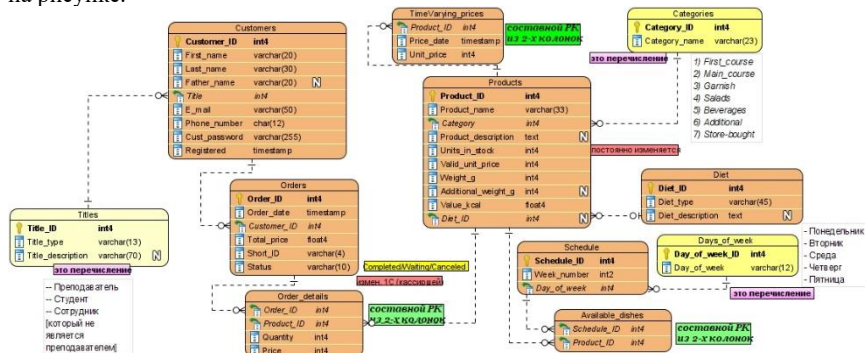 на рисунке.
Customers
Customer_ID int4
First_name varchar(20)
Last_name varchar(30)
Father_name varchar(20) N
Title int4
E_mail varchar(50)
Phone_number char(12)
Cust_password varchar(255)
Registered timestamp
TimeVarying_prices
Product_ID int4
Price_date timestamp
Unit_price int4
составной PK
из 2-х колонок
Categories
Category_ID int4
Category_name varchar(23)
это перечисление
1) First_course
2) Main_course
3) Garnish
4) Salads
5) Beverages
6) Additional
7) Store-bought
Products
Product_ID int4
Product_name varchar(33)
Category int4
Product_description text N
Units_in_stock int4
Valid_unit_price int4
Weight_g int4
Additional_weight_g int4 N
Value_kcal float4
Diet_ID int4 N
постоянно изменяется
Diet
Diet_ID int4
Diet_type varchar(45)
Diet_description text N
Orders
Order_ID int4
Order_date timestamp
Customer_ID int4
Total_price float4
Short_ID varchar(4)
Status varchar(10)
Completed/Waiting/Canceled
измен. 1С (кассиршей)
Titles
Title_ID int4
Title_type varchar(13)
Title_description varchar(70) N
это перечисление
-- Преподаватель
-- Студент
-- Сотрудник
[который не
является
преподавателем]
Schedule
Schedule_ID int4
Week_number int2
Day_of_week int4
Days_of_week
Day_of_week_ID int4
Day_of_week varchar(12)
это перечисление
- Понедельник
- Вторник
- Среда
- Четверг
- Пятница
Order_details
Order_ID int4
Product_ID int4
Quantity int4
Price int4
составной PK
из 2-х колонок
Available_dishes
Schedule_ID int4
Product_ID int4
составной PK
из 2-х колонок